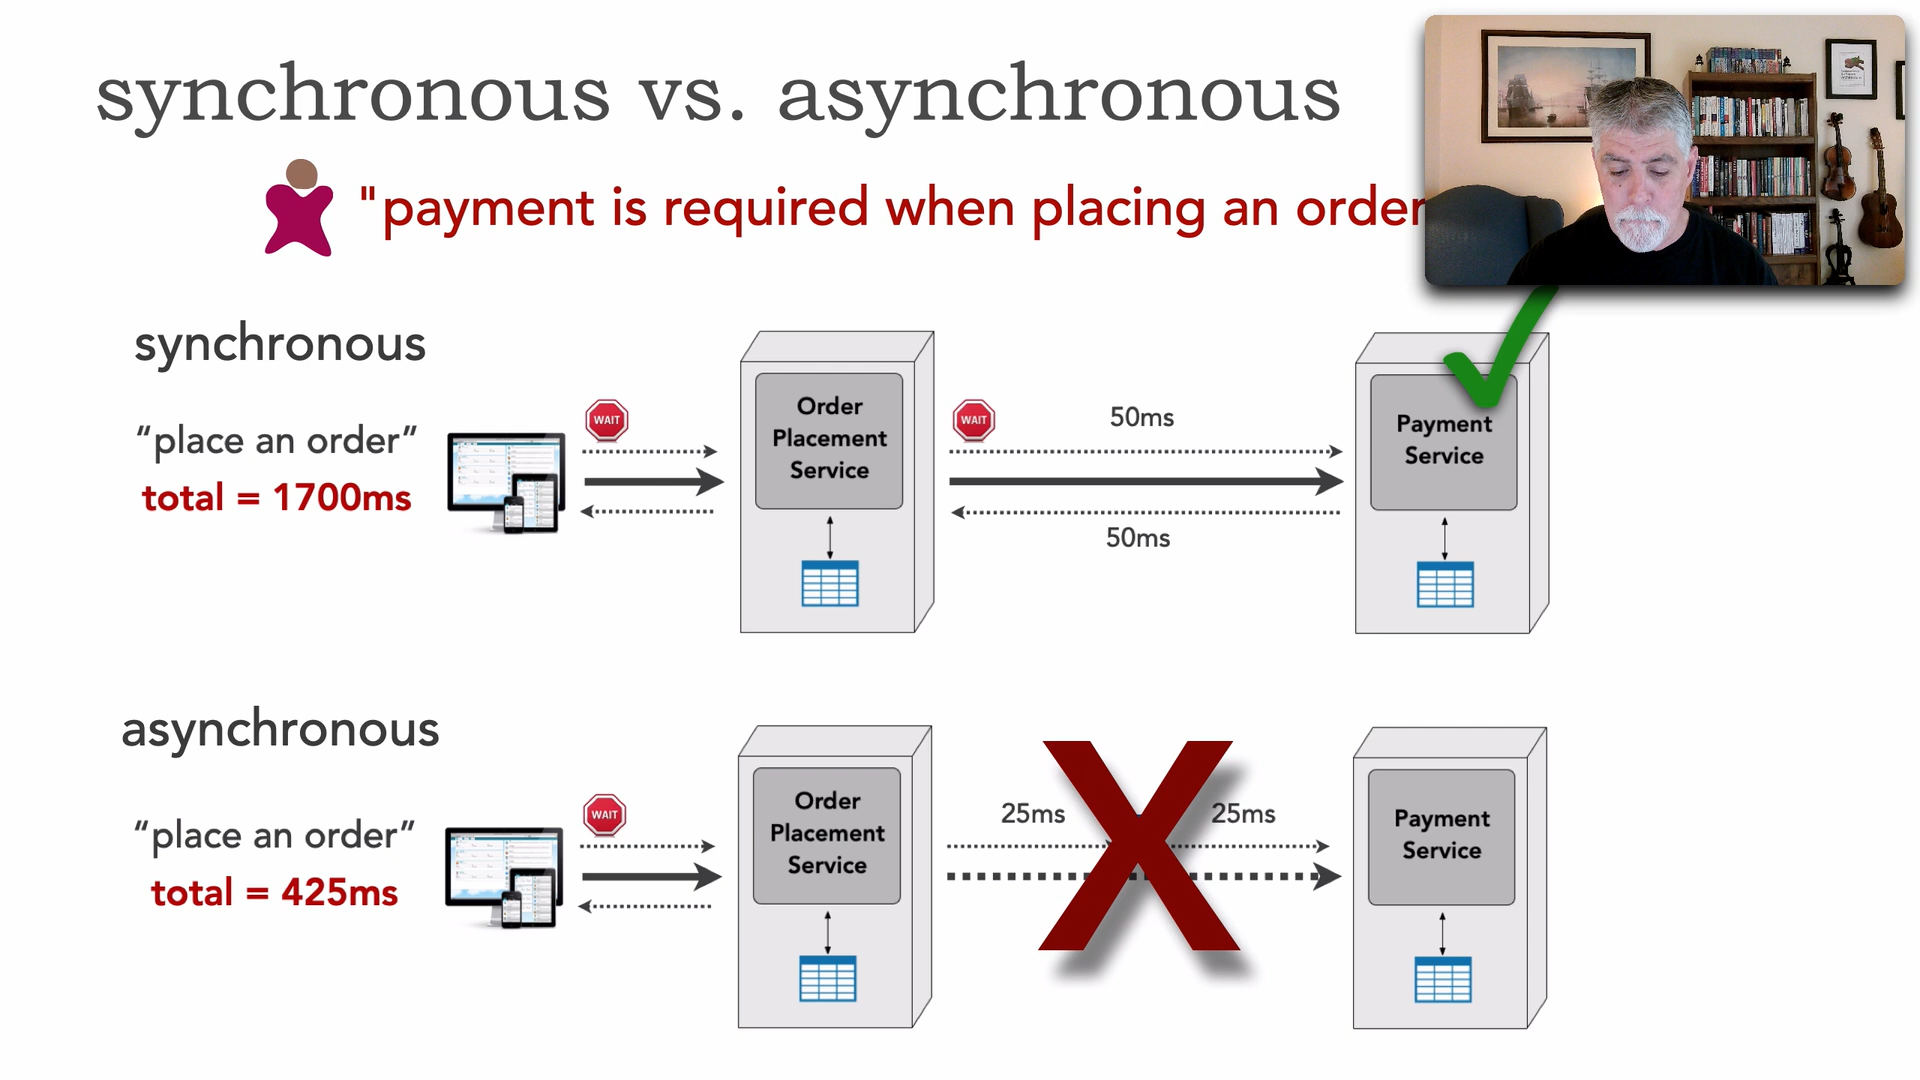 synchronous vs. asynchronous
"payment is required when placing an order
synchronous
“place an order”
total = 1700ms
WAIT
Order
Placement
Service
WAIT
50ms
50ms
Payment
Service
asynchronous
“place an order”
total = 425ms
WAIT
Order
Placement
Service
25ms
25ms
X
Payment
Service